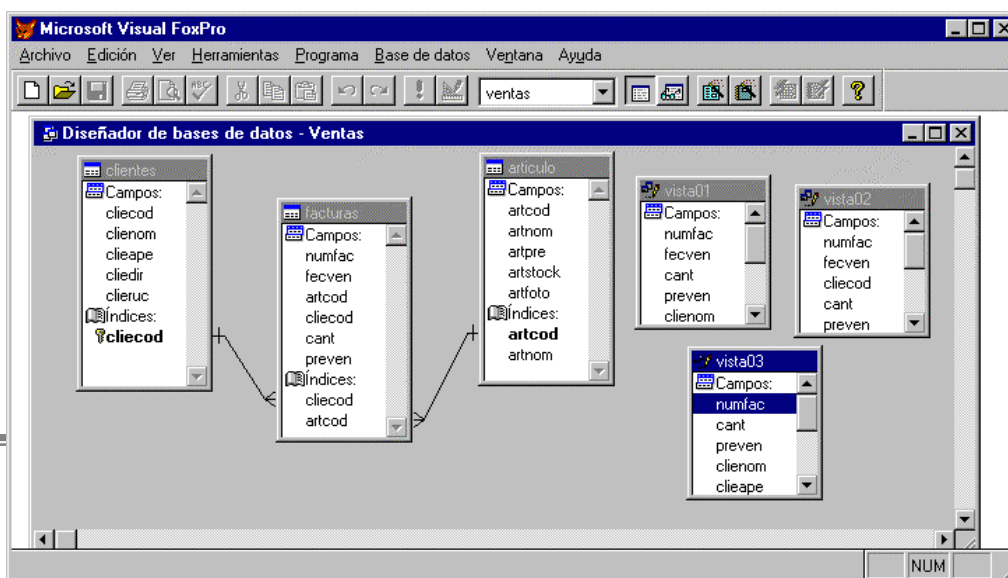 Microsoft Visual FoxPro
Archivo Edición Ver Herramientas Programa Base de datos Ventana Ayuda
ABC
ventas
?
Diseñador de bases de datos - Ventas
clientes
Campos:
cliecod
clienom
clieape
cliedir
clieruc
Índices:
cliecod
facturas
Campos:
numfac
fecven
artcod
cliecod
cant
preven
Índices:
cliecod
artcod
articulo
Campos:
artcod
artnom
artpre
artstock
artfoto
Índices:
artcod
artnom
vista01
Campos:
numfac
fecven
cant
preven
clienom
vista02
Campos:
numfac
fecven
cliecod
cant
preven
vista03
Campos:
numfac
cant
preven
clienom
clieape
NUM